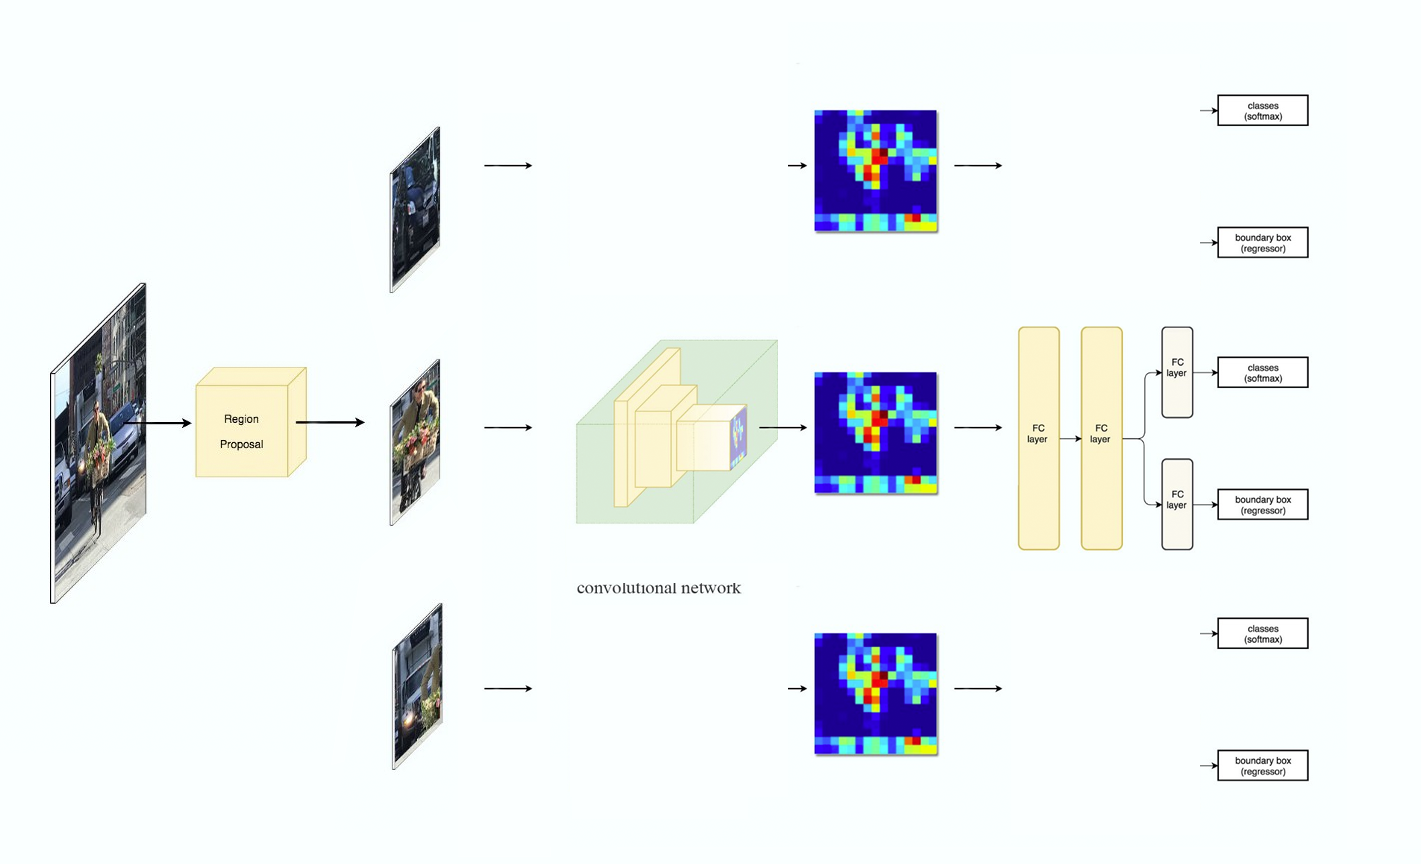 classes
(softmax)
boundary box
(regressor)
Region
Proposal
convolutional network
FC
layer
FC
layer
FC
layer
classes
(softmax)
FC
layer
boundary box
(regressor)
classes
(softmax)
boundary box
(regressor)